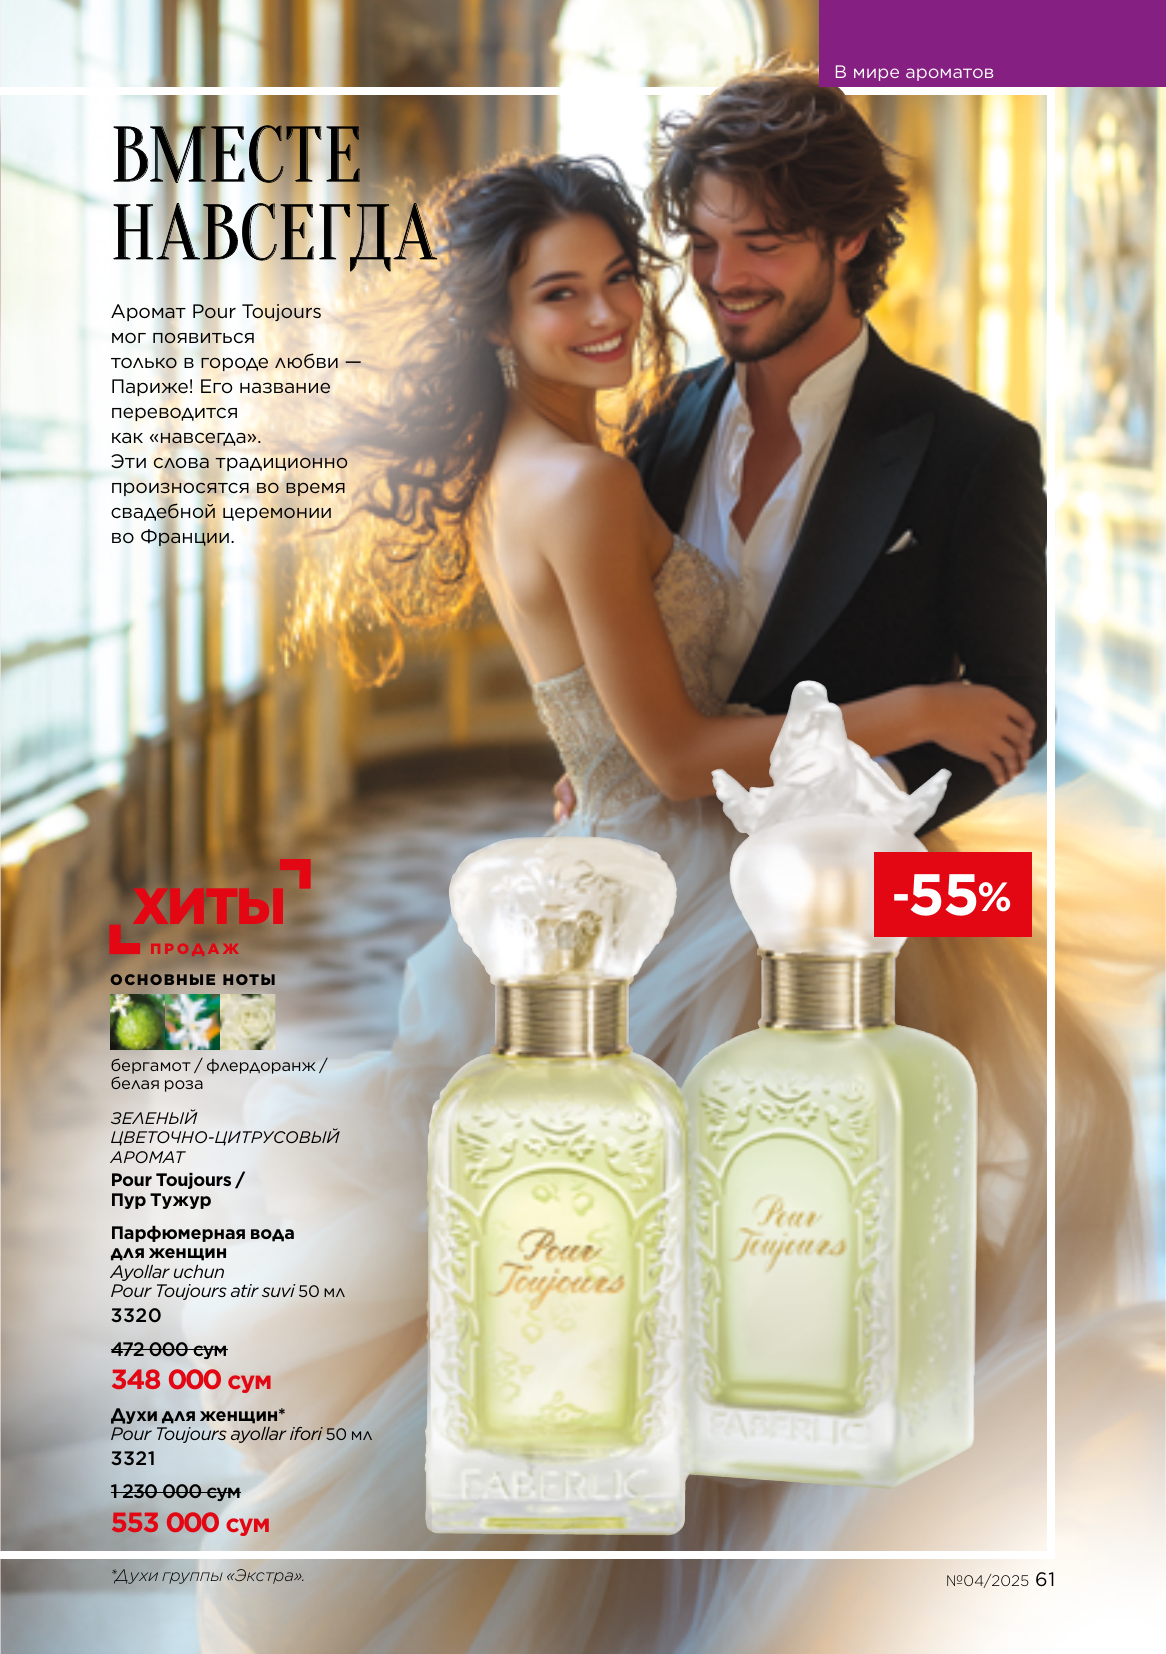 В мире ароматов
ВМЕСТЕ
НАВСЕГДА
Аромат Pour Toujours
мог появиться
только в городе любви —
Париже! Его название
переводится
как «навсегда».
Эти слова традиционно
произносятся во время
свадебной церемонии
во Франции.
-55%
ХИТЫ
ПРОДАЖ
ОСНОВНЫЕ НОТЫ
бергамот / флердоранж /
белая роза
ЗЕЛЕНЫЙ
ЦВЕТОЧНО-ЦИТРУСОВЫЙ
АРОМАТ
Pour Toujours /
Пур Тужур
Парфюмерная вода
для женщин
Ayollar uchun
Pour Toujours atir suvi 50 мл
3320
472 000 сум
348 000 сум
Духи для женщин*
Pour Toujours ayollar ifori 50 мл
3321
1 230 000 сум
553 000 сум
Pour
Toujours
FABERLIC
Pour
Toujours
FABERLIC
*Духи группы «Экстра».
№04/2025 61